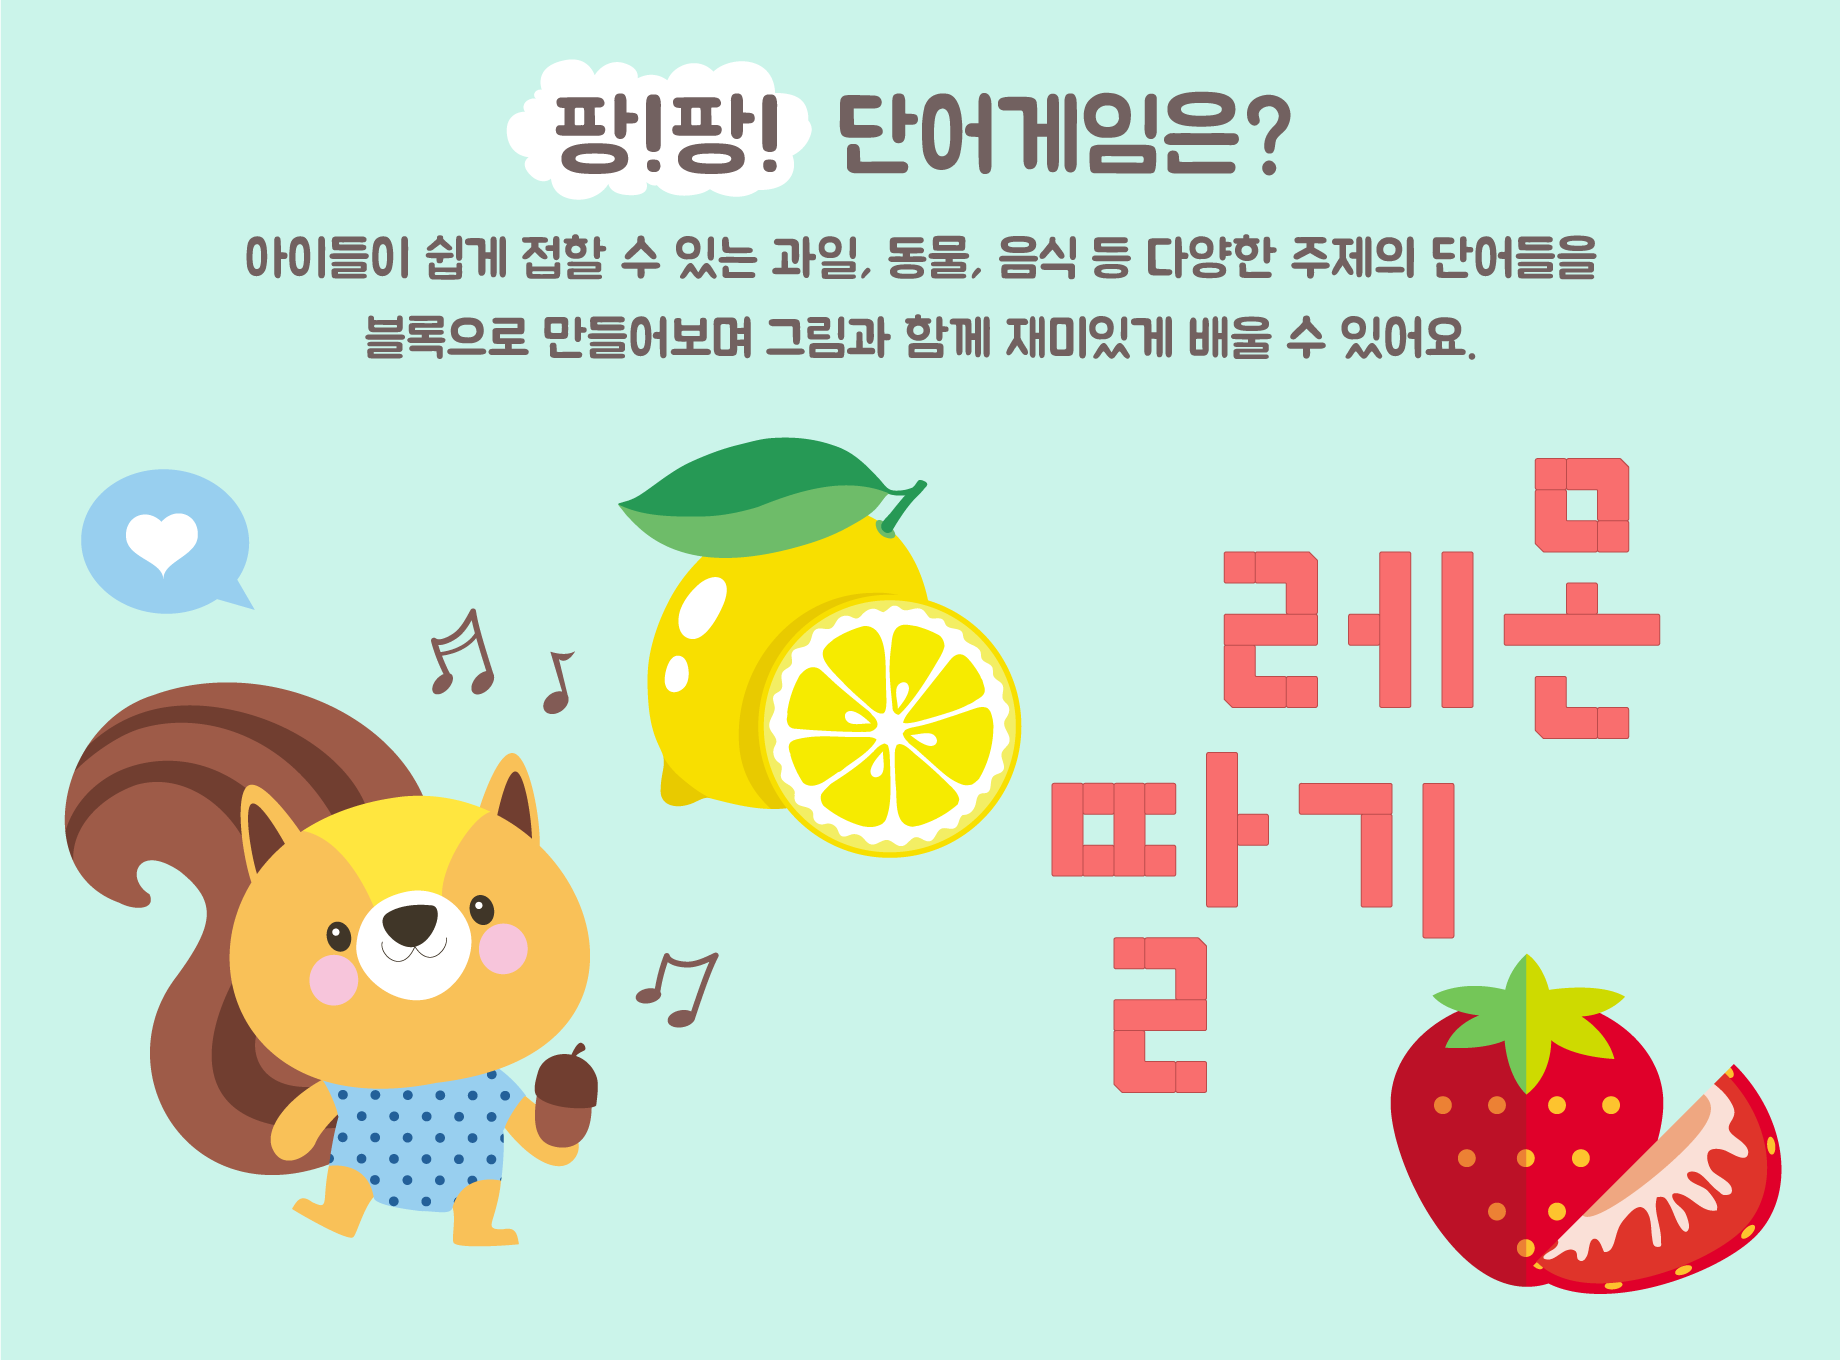 팡!팡! 단어게임은?
아이들이 쉽게 접할 수 있는 과일, 동물, 음식 등 다양한 주제의 단어들을
블록으로 만들어보며 그림과 함께 재미있게 배울 수 있어요.
레몬
딸기